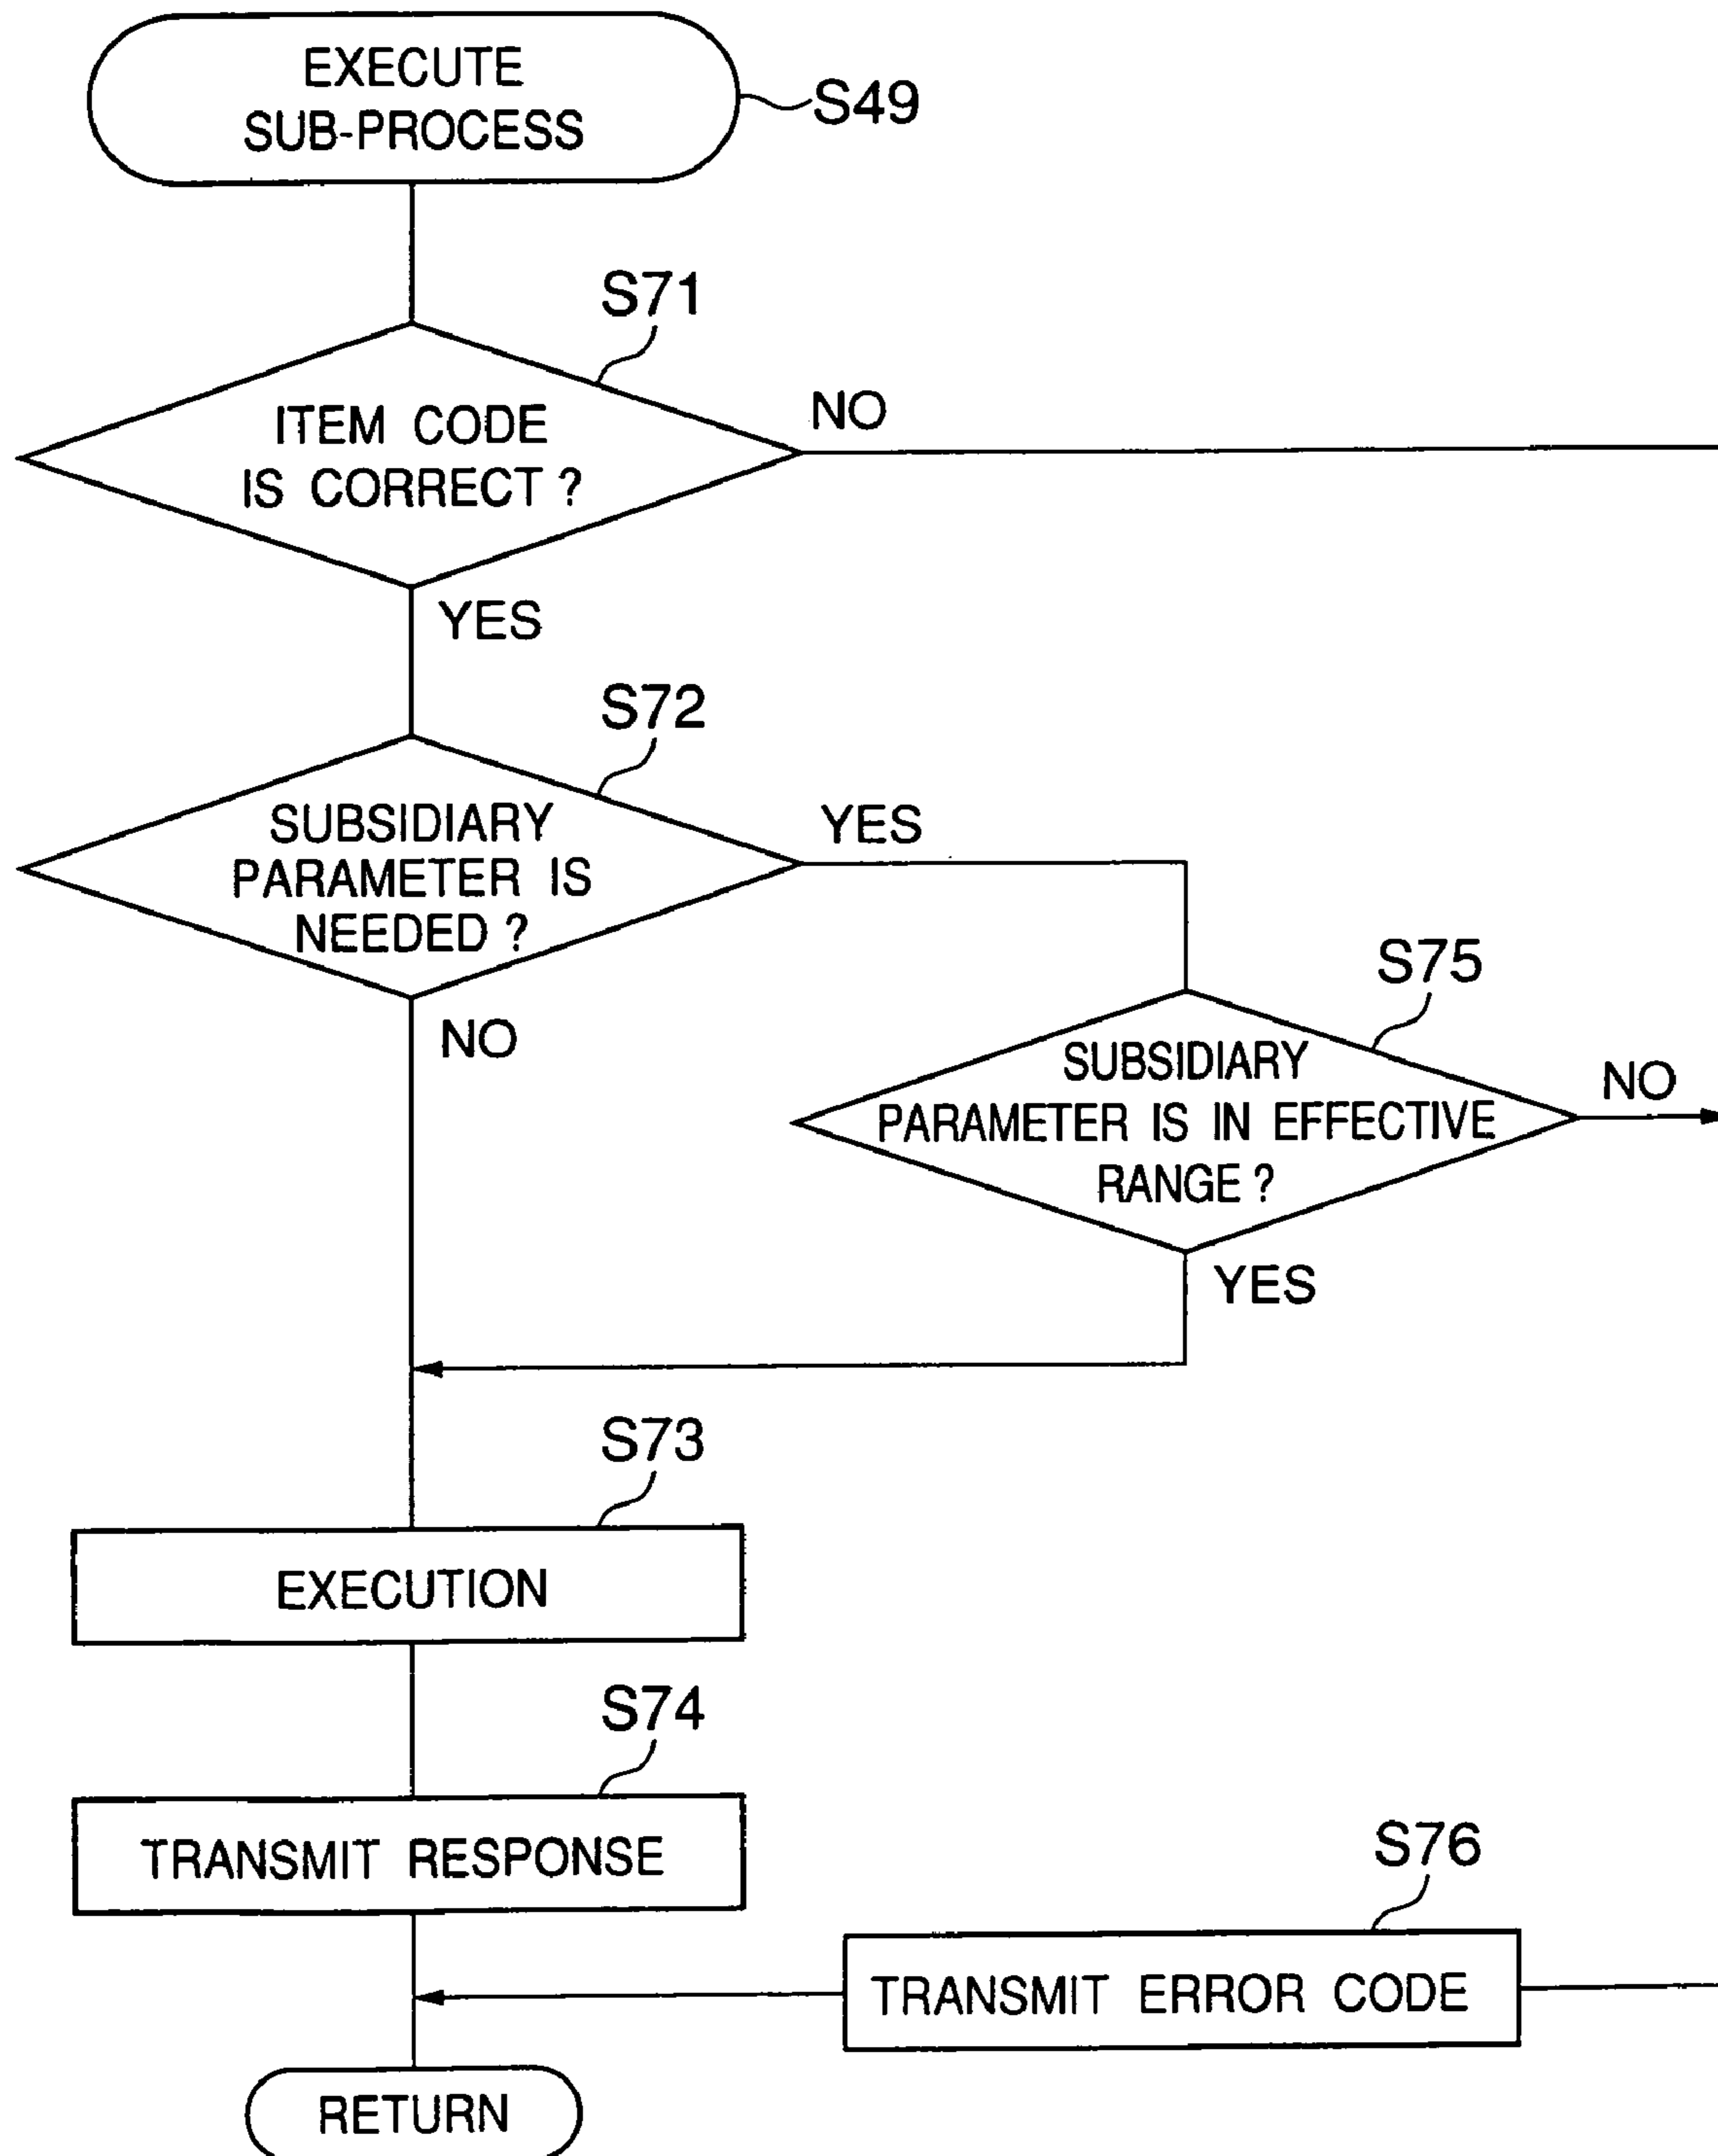 EXECUTE
SUB-PROCESS
S49
S71
ITEM CODE
IS CORRECT ?
NO
YES
S72
SUBSIDIARY
PARAMETER IS
NEEDED ?
YES
NO
S75
SUBSIDIARY
PARAMETER IS IN EFFECTIVE
RANGE ?
NO
YES
S73
EXECUTION
S74
TRANSMIT RESPONSE
S76
TRANSMIT ERROR CODE
RETURN